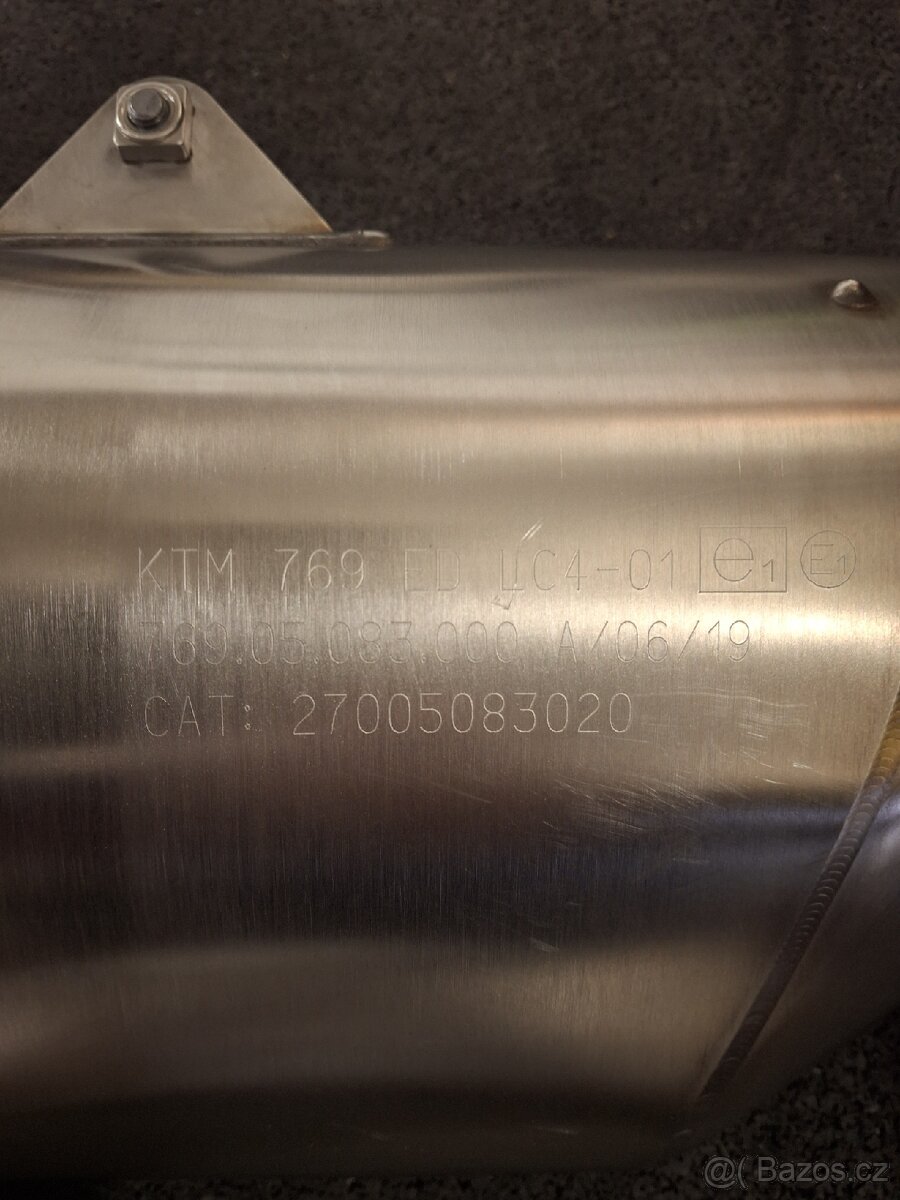 KTM 769 ED LC4-01 e1 E1
769.05.083.000 A/06/19
CAT: 27005083020
@( Bazos.cz